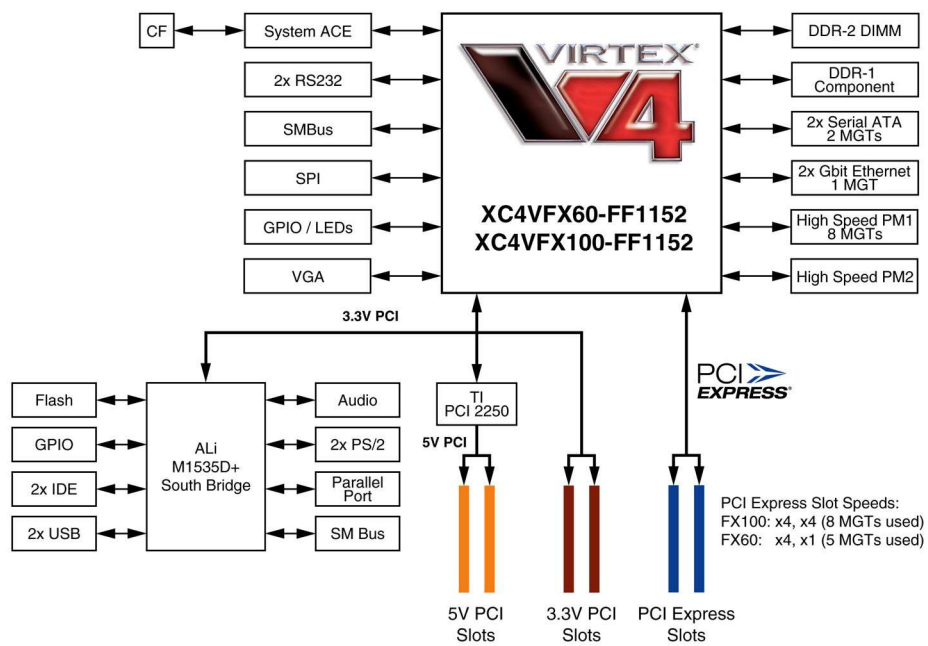 CF
System ACE
2x RS232
SMBus
SPI
GPIO / LEDs
VGA
VIRTEX
4
XC4VFX60-FF1152
XC4VFX100-FF1152
DDR-2 DIMM
DDR-1
Component
2x Serial ATA
2 MGTs
2x Gbit Ethernet
1 MGT
High Speed PM1
8 MGTs
High Speed PM2
3.3V PCI
Flash
GPIO
2x IDE
2x USB
ALi
M1535D+
South Bridge
Audio
2x PS/2
Parallel
Port
SM Bus
TI
PCI 2250
5V PCI
PCI
EXPRESS®
PCI Express Slot Speeds:
FX100: x4, x4 (8 MGTs used)
FX60: x4, x1 (5 MGTs used)
5V PCI
Slots
3.3V PCI
Slots
PCI Express
Slots